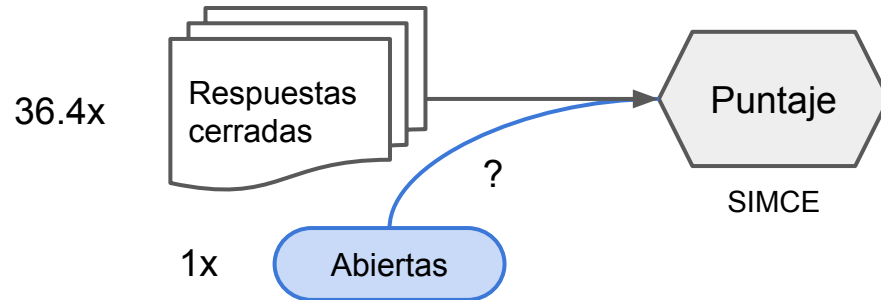 36.4x
Respuestas
cerradas
Puntaje
?
SIMCE
1x
Abiertas